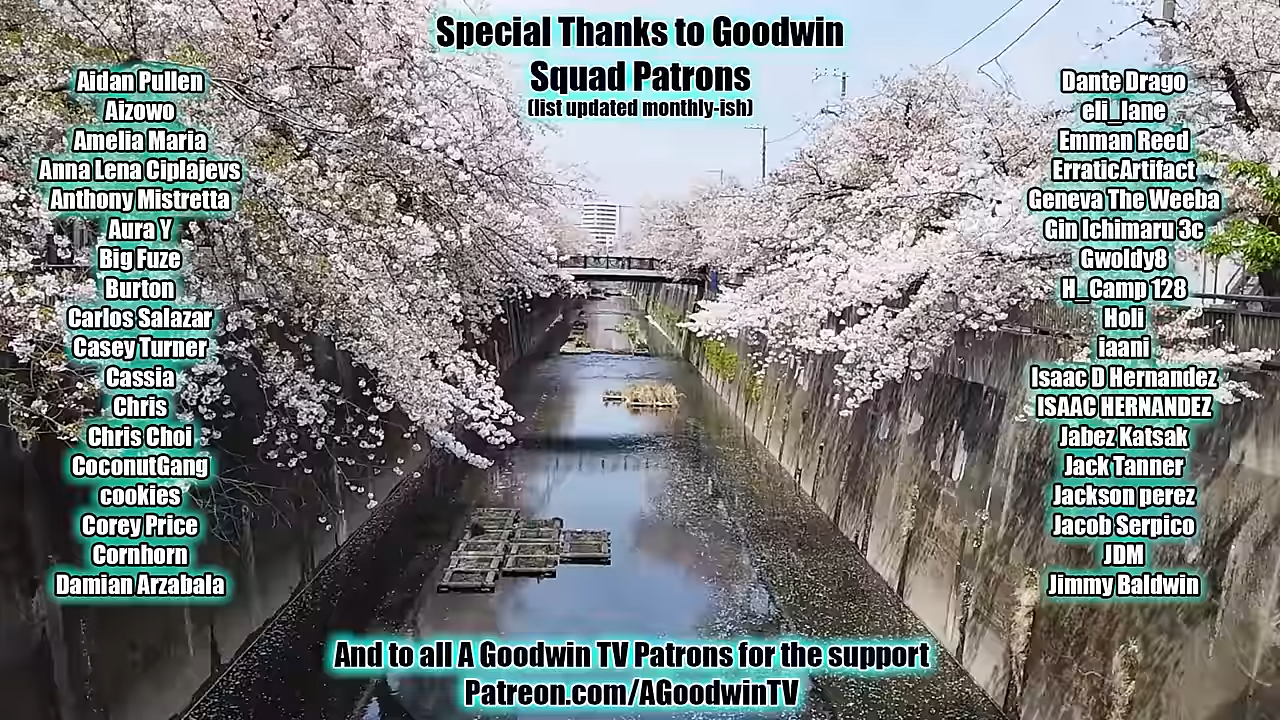 Special Thanks to Goodwin
Squad Patrons
(list updated monthly-ish)
Aidan Pullen
Aizowo
Amelia Maria
Anna Lena Ciplajevs
Anthony Mistretta
Aura Y
Big Fuze
Burton
Carlos Salazar
Casey Turner
Cassia
Chris
Chris Choi
CoconutGang
cookies
Corey Price
Cornhorn
Damian Arzabala
Dante Drago
eli_lane
Emman Reed
ErraticArtifact
Geneva The Weeba
Gin Ichimaru 3c
Gwoldy8
H_Camp 128
Holi
iaani
Isaac D Hernandez
ISAAC HERNANDEZ
Jabez Katsak
Jack Tanner
Jackson perez
Jacob Serpico
JDM
Jimmy Baldwin
And to all A Goodwin TV Patrons for the support
Patreon.com/AGoodwinTV